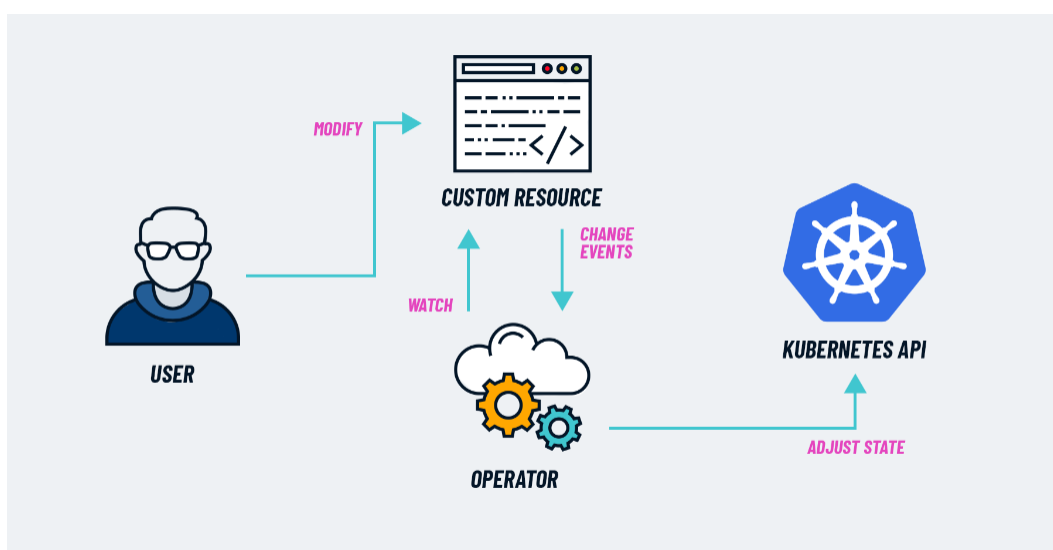 MODIFY
CUSTOM RESOURCE
CHANGE
EVENTS
WATCH
USER
KUBERNETES API
ADJUST STATE
OPERATOR